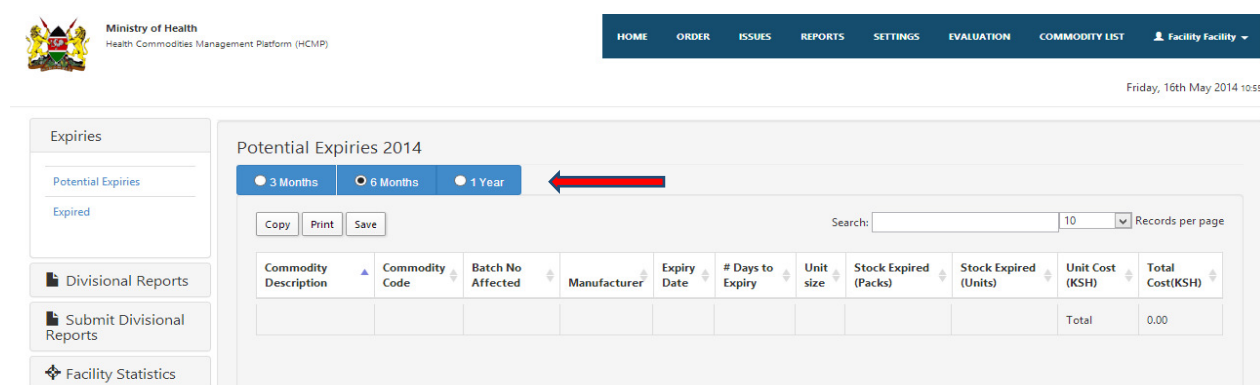 Ministry of Health
Health Commodities Management Platform (HCMP)
HOME ORDER ISSUES REPORTS SETTINGS EVALUATION COMMODITY LIST Facility Facility
Friday, 16th May 2014 10:55
Expiries
Potential Expiries
Expired
Divisional Reports
Submit Divisional
Reports
Facility Statistics
Potential Expiries 2014
3 Months 6 Months 1 Year
Copy Print Save Search: 10 Records per page
Commodity Description Commodity Code Batch No Affected Manufacturer Expiry Date # Days to Expiry Unit size Stock Expired (Packs) Stock Expired (Units) Unit Cost (KSH) Total Cost(KSH)
Total 0.00